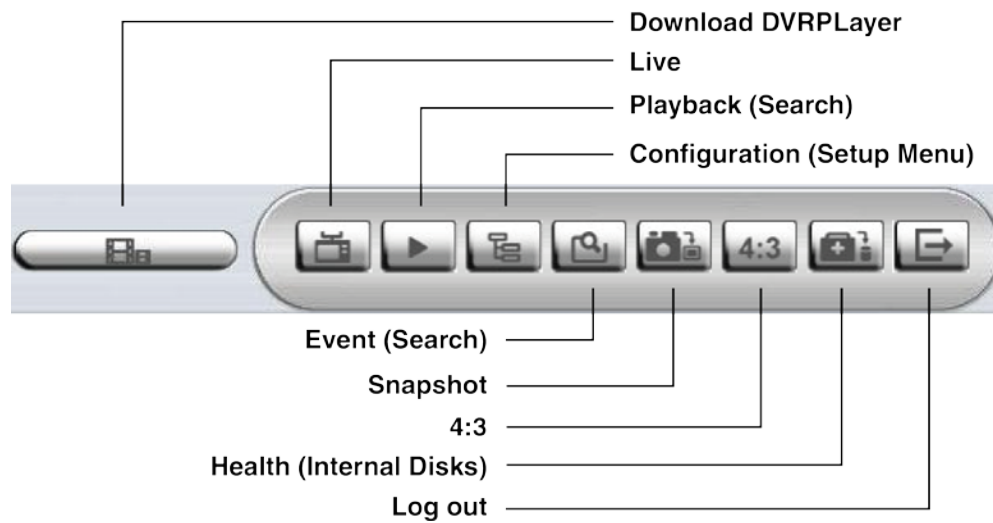 Download DVRPLayer
Live
Playback (Search)
Configuration (Setup Menu)
4:3
Event (Search)
Snapshot
4:3
Health (Internal Disks)
Log out